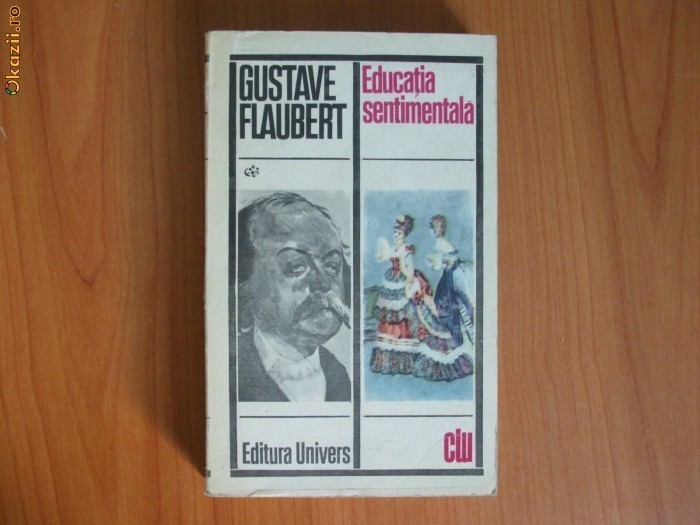 Okazii.ro
GUSTAVE
FLAUBERT
Educația
sentimentală
Editura Univers
clu